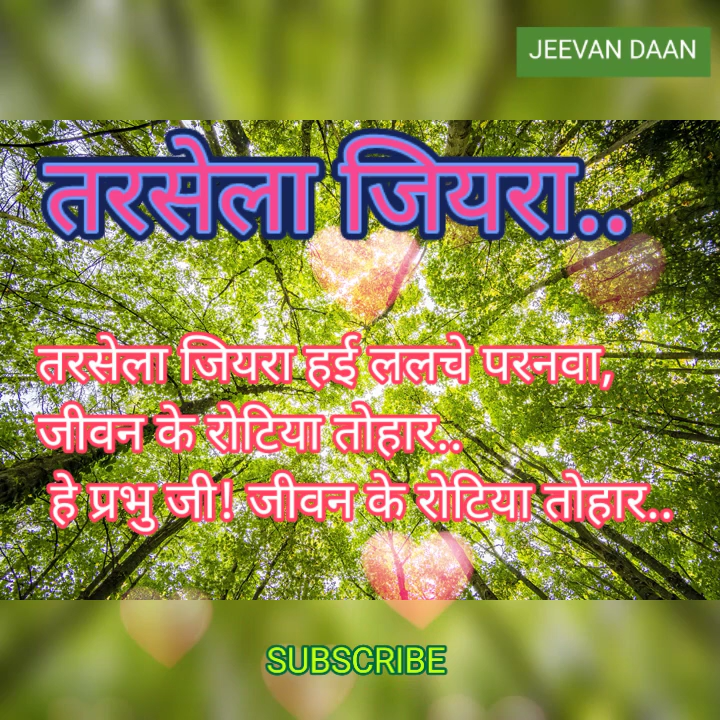 JEEVAN DAAN
तरसेला जियरा..
तरसेला जियरा हई ललचे परनवा,
जीवन के रोटिया तोहार..
हे प्रभु जी! जीवन के रोटिया तोहार..
SUBSCRIBE